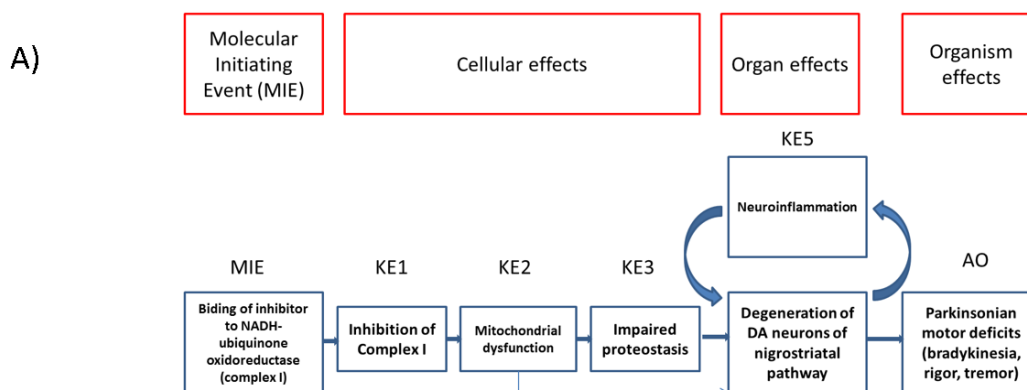 A)
Molecular
Initiating
Event (MIE)
Cellular effects
Organ effects
Organism
effects
KE5
Neuroinflammation
MIE
KE1
KE2
KE3
AO
Biding of inhibitor
to NADH-
ubiquinone
oxidoreductase
(complex I)
Inhibition of
Complex I
Mitochondrial
dysfunction
Impaired
proteostasis
Degeneration of
DA neurons of
nigrostriatal
pathway
Parkinsonian
motor deficits
(bradykinesia,
rigor, tremor)